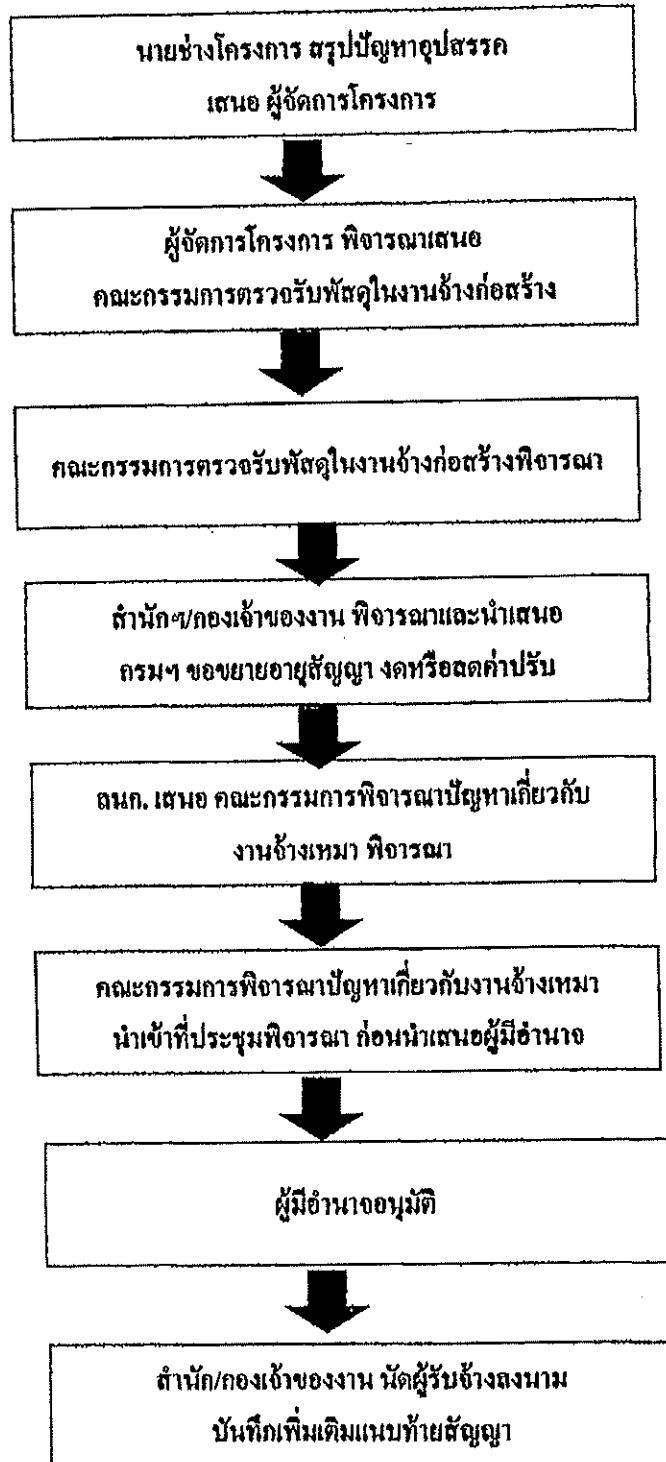 นายช่างโครงการ สรุปปัญหาอุปสรรค
เสนอ ผู้จัดการโครงการ
ผู้จัดการโครงการ พิจารณาเสนอ
คณะกรรมการตรวจรับพัสดุในงานจ้างก่อสร้าง
คณะกรรมการตรวจรับพัสดุในงานจ้างก่อสร้างพิจารณา
สำนักฯ/กองเจ้าของงาน พิจารณาและนำเสนอ
กรมฯ ขอขยายอายุสัญญา งดหรือลดค่าปรับ
ลนก. เสนอ คณะกรรมการพิจารณาปัญหาเกี่ยวกับ
งานจ้างเหมา พิจารณา
คณะกรรมการพิจารณาปัญหาเกี่ยวกับงานจ้างเหมา
นำเข้าที่ประชุมพิจารณา ก่อนนำเสนอผู้มีอำนาจ
ผู้มีอำนาจอนุมัติ
สำนัก/กองเจ้าของงาน นัดผู้รับจ้างลงนาม
บันทึกเพิ่มเติมแนบท้ายสัญญา